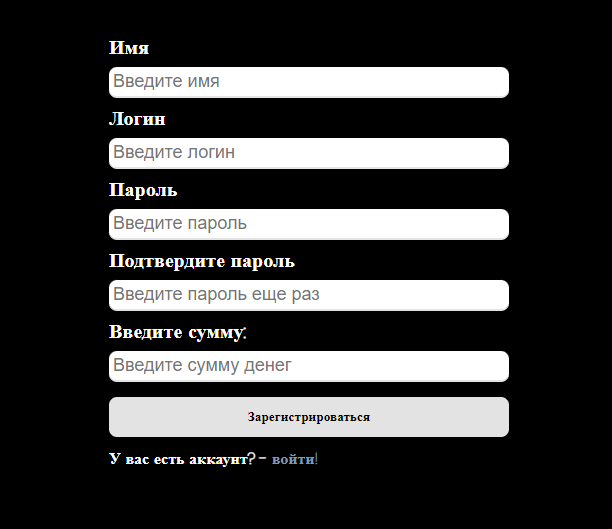 Имя
Введите имя
Логин
Введите логин
Пароль
Введите пароль
Подтвердите пароль
Введите пароль еще раз
Введите сумму:
Введите сумму денег
Зарегистрироваться
У вас есть аккаунт? - войти!